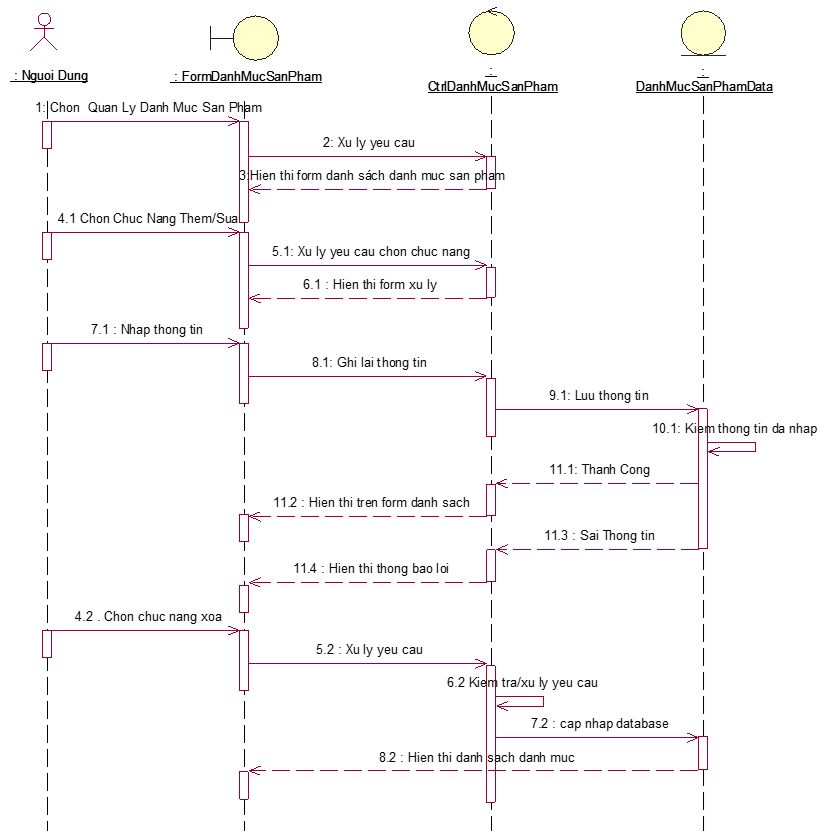 : Nguoi Dung
: FormDanhMucSanPham
:
CtrlDanhMucSanPham
:
DanhMucSanPhamData
1: Chon Quan Ly Danh Muc San Pham
2: Xu ly yeu cau
3:Hien thi form danh sách danh muc san pham
4.1 Chon Chuc Nang Them/Sua
5.1: Xu ly yeu cau chon chuc nang
6.1 : Hien thi form xu ly
7.1 : Nhap thong tin
8.1: Ghi lai thong tin
9.1: Luu thong tin
10.1: Kiem thong tin da nhap
11.1: Thanh Cong
11.2 : Hien thi tren form danh sach
11.3 : Sai Thong tin
11.4 : Hien thi thong bao loi
4.2 . Chon chuc nang xoa
5.2 : Xu ly yeu cau
6.2 Kiem tra/xu ly yeu cau
7.2 : cap nhap database
8.2 : Hien thi danh sach danh muc